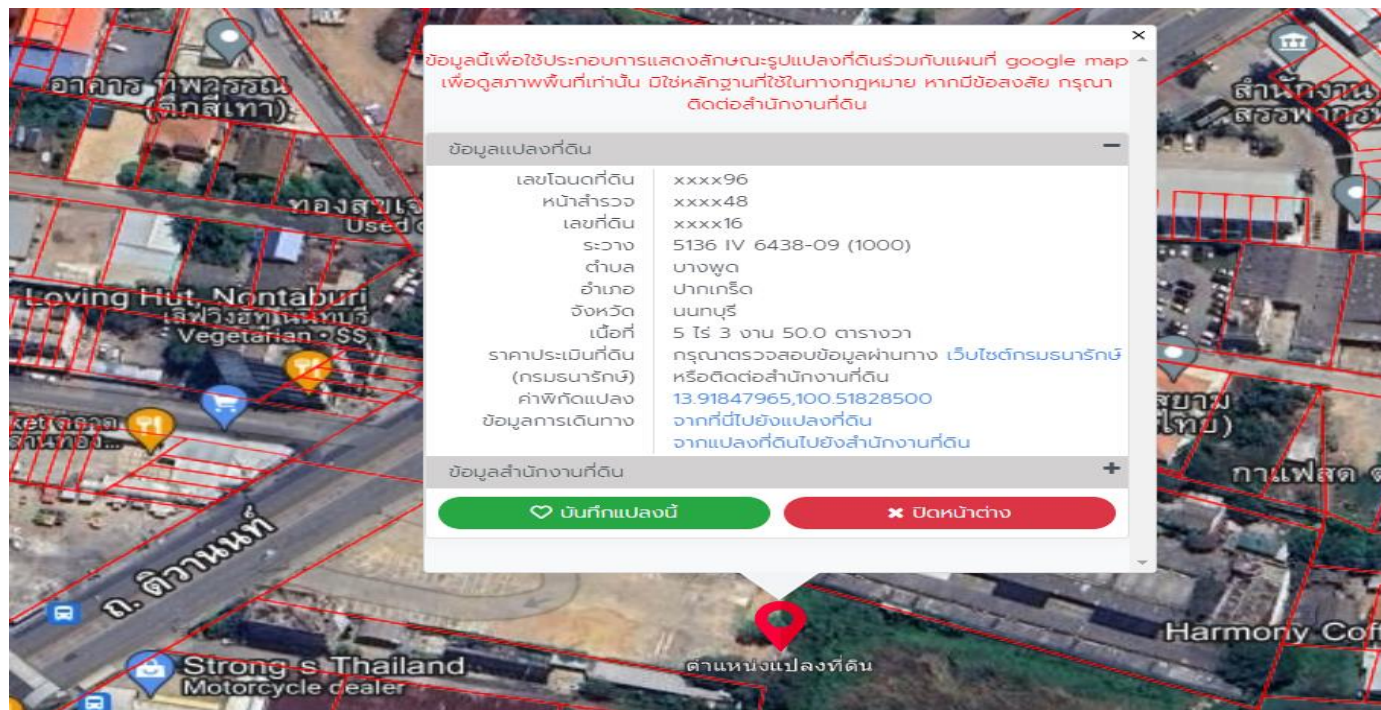 ×
ข้อมูลนี้เพื่อใช้ประกอบการแสดงลักษณะรูปแปลงที่ดินร่วมกับแผนที่ google map
เพื่อดูสภาพพื้นที่เท่านั้น มิใช่หลักฐานที่ใช้ในทางกฎหมาย หากมีข้อสงสัย กรุณา
ติดต่อสำนักงานที่ดิน
ข้อมูลแปลงที่ดิน
เลขโฉนดที่ดิน xxxx96
หน้าสำรวจ xxxx48
เลขที่ดิน xxxx16
ระวาง 5136 IV 6438-09 (1000)
ตำบล บางพูด
อำเภอ ปากเกร็ด
จังหวัด นนทบุรี
เนื้อที่ 5 ไร่ 3 งาน 50.0 ตารางวา
ราคาประเมินที่ดิน กรุณาตรวจสอบข้อมูลผ่านทาง เว็บไซต์กรมธนารักษ์
(กรมธนารักษ์) หรือติดต่อสำนักงานที่ดิน
ค่าพิกัดแปลง 13.91847965,100.51828500
ข้อมูลการเดินทาง จากที่นี่ไปยังแปลงที่ดิน
จากแปลงที่ดินไปยังสำนักงานที่ดิน
ข้อมูลสำนักงานที่ดิน
บันทึกแปลงนี้ ปิดหน้าต่าง
ตำแหน่งแปลงที่ดิน
อาคาร ทิพวรรณ
(ตึกสีเทา)
ทองสุข
Used
Loving Hut, Nontaburi
Vegetarian • SS
ถ. ติวานนท์
Strong s Thailand
Motorcycle dealer
สำนักงาน
สรรพากร
สยาม
ไทย)
กาแฟสด
Harmony Coff